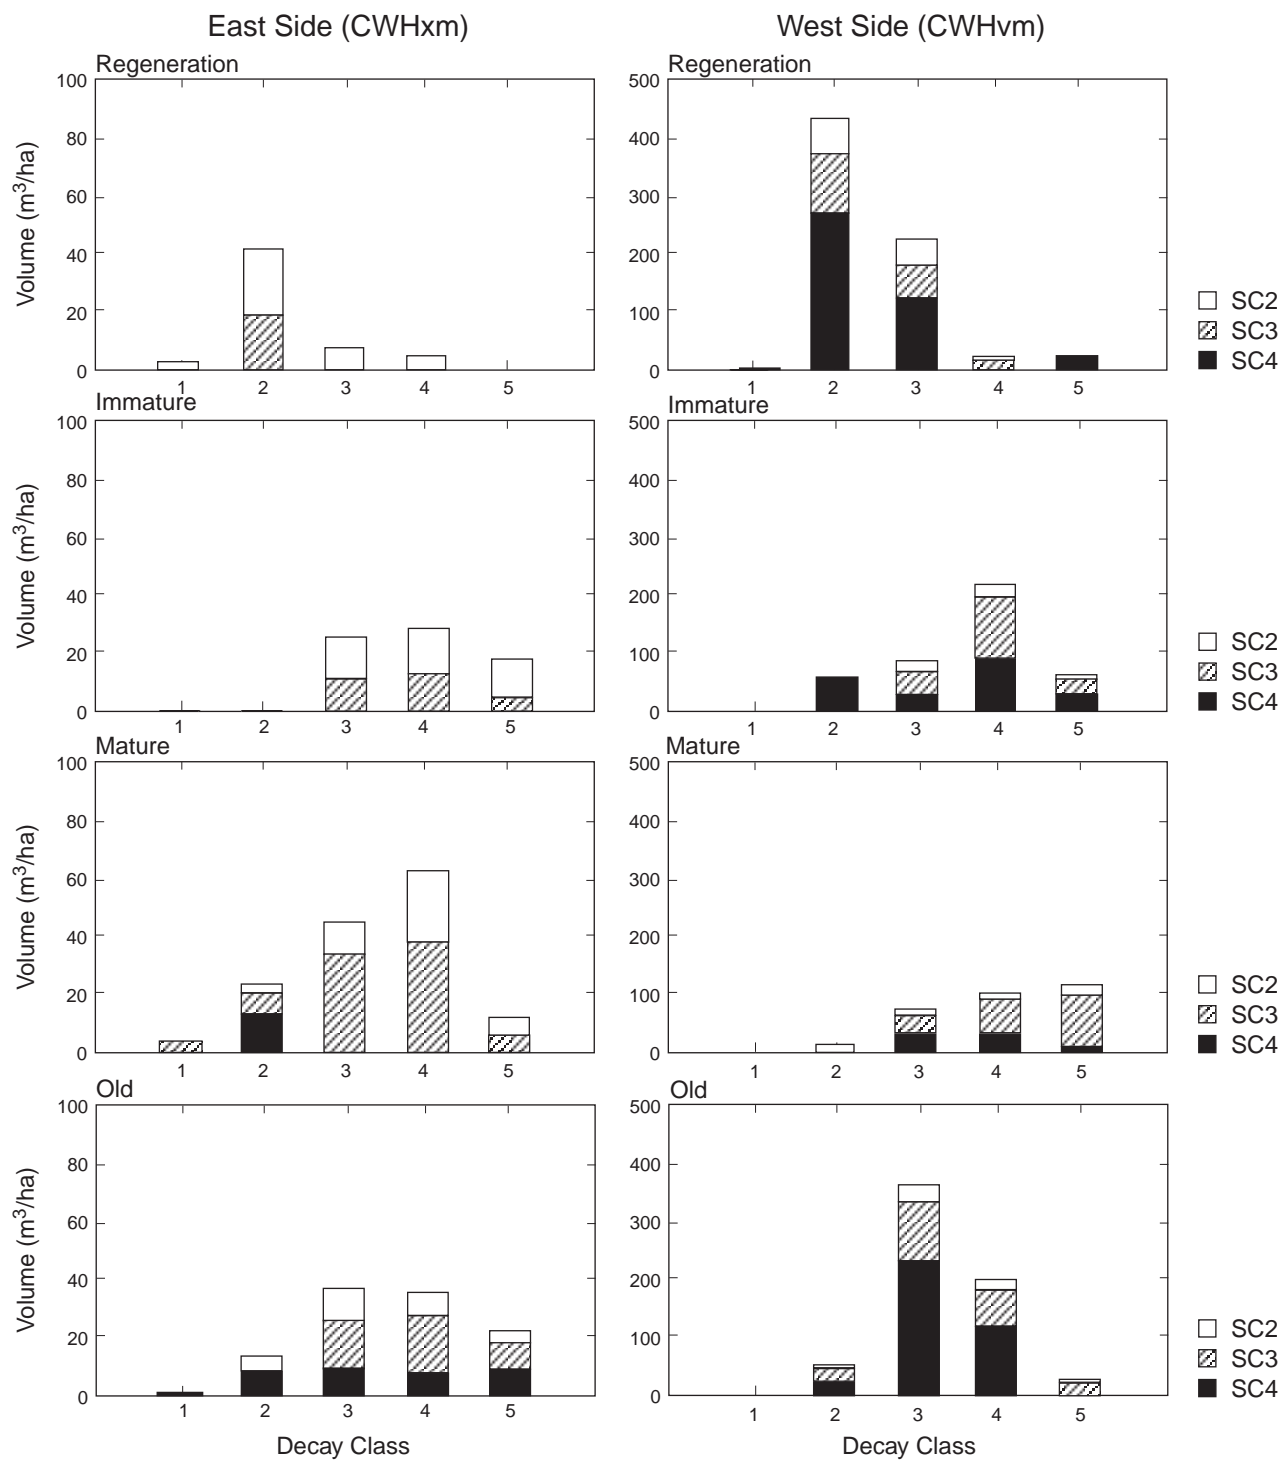 East Side (CWHxm)
West Side (CWHvm)
Regeneration
100
80
60
40
20
0
Volume (m³/ha)
1 2 3 4 5
Regeneration
500
400
300
200
100
0
1 2 3 4 5
SC2
SC3
SC4
Immature
100
80
60
40
20
0
Volume (m³/ha)
1 2 3 4 5
Immature
500
400
300
200
100
0
1 2 3 4 5
SC2
SC3
SC4
Mature
100
80
60
40
20
0
Volume (m³/ha)
1 2 3 4 5
Mature
500
400
300
200
100
0
1 2 3 4 5
SC2
SC3
SC4
Old
100
80
60
40
20
0
Volume (m³/ha)
1 2 3 4 5
Decay Class
Old
500
400
300
200
100
0
1 2 3 4 5
Decay Class
SC2
SC3
SC4